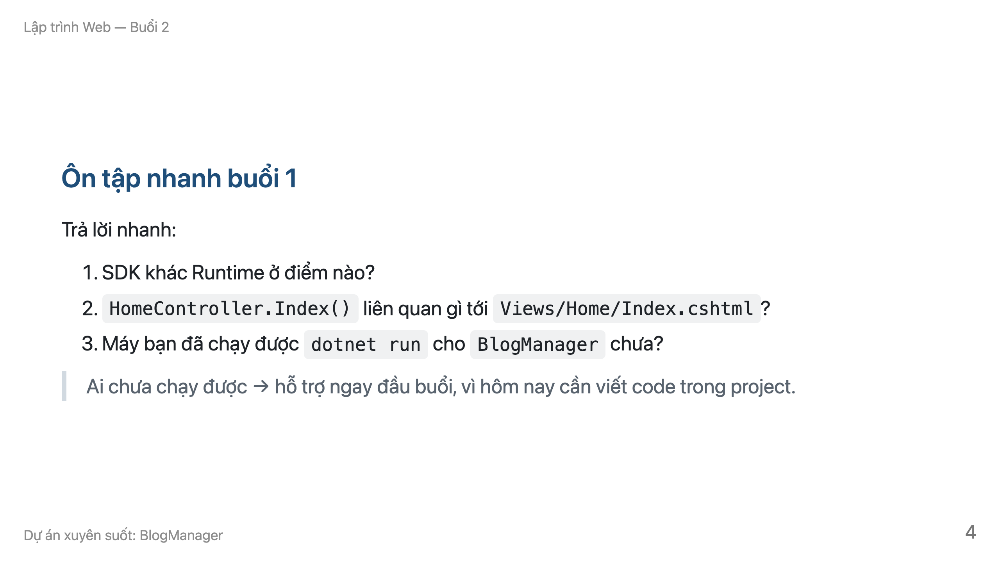 Lập trình Web — Buổi 2
Ôn tập nhanh buổi 1
Trả lời nhanh:
1. SDK khác Runtime ở điểm nào?
2. HomeController.Index() liên quan gì tới Views/Home/Index.cshtml?
3. Máy bạn đã chạy được dotnet run cho BlogManager chưa?
Ai chưa chạy được → hỗ trợ ngay đầu buổi, vì hôm nay cần viết code trong project.
Dự án xuyên suốt: BlogManager
4